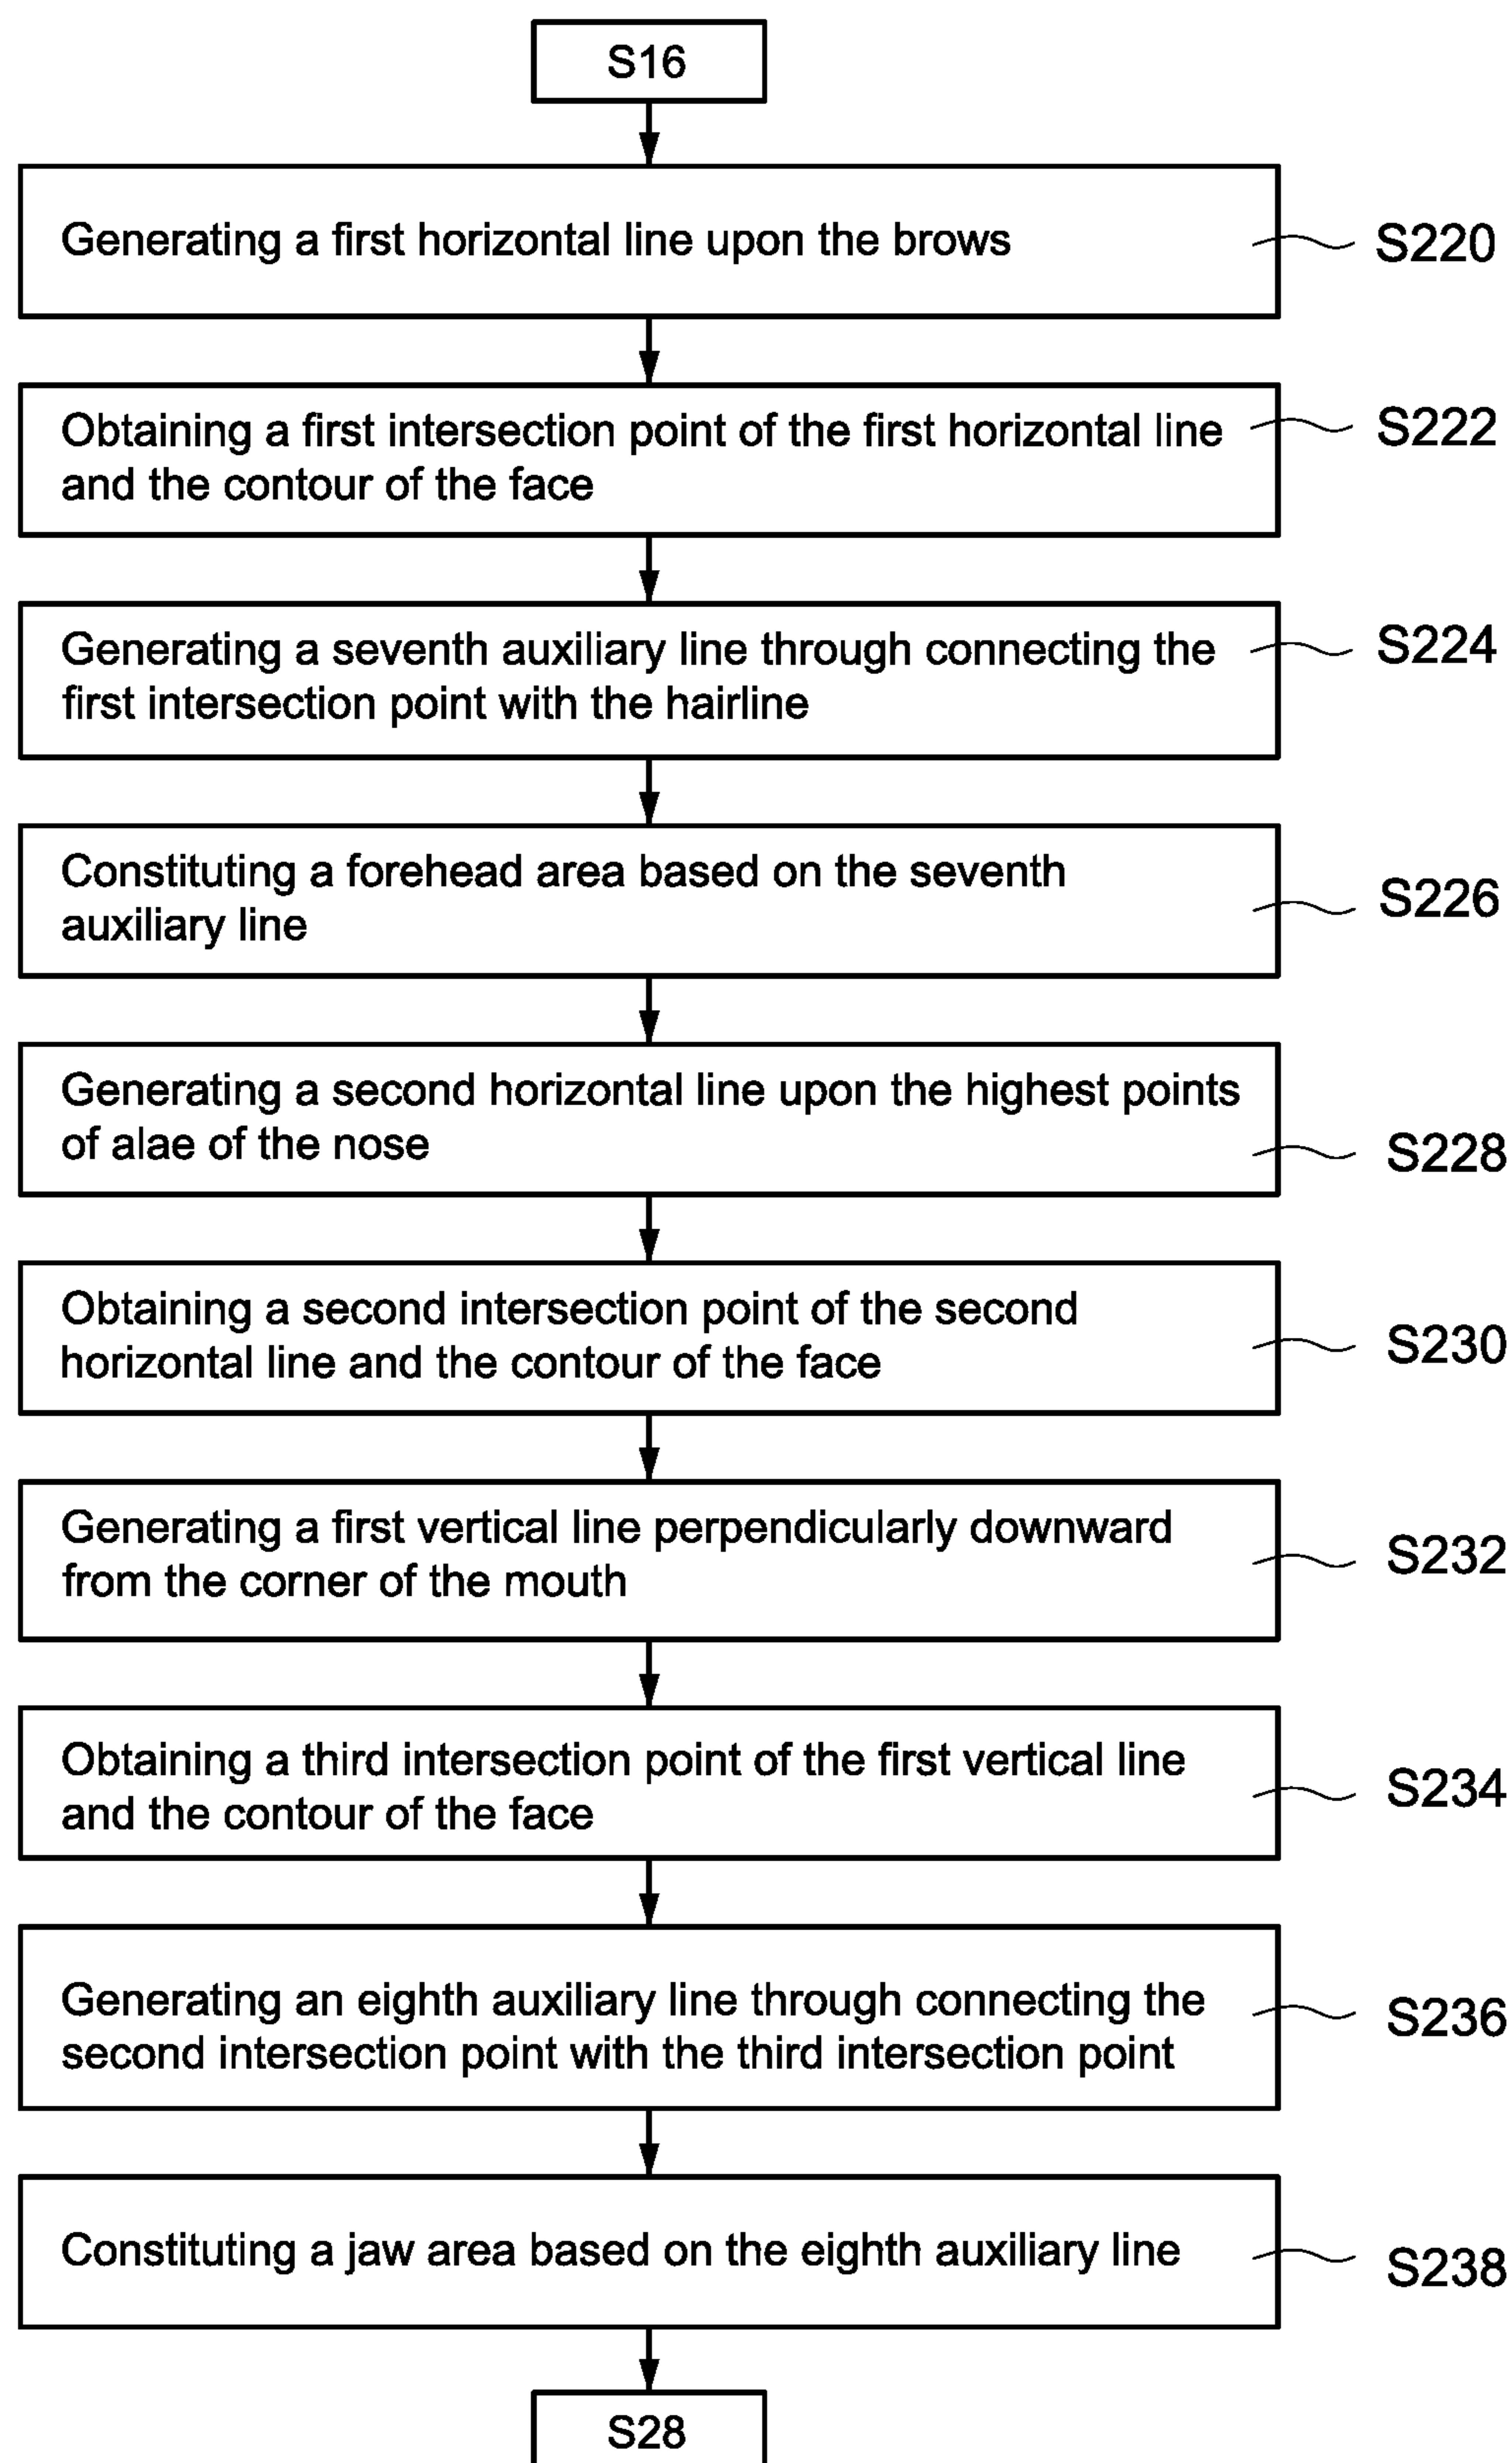 S16
Generating a first horizontal line upon the brows
S220
Obtaining a first intersection point of the first horizontal line
and the contour of the face
S222
Generating a seventh auxiliary line through connecting the
first intersection point with the hairline
S224
Constituting a forehead area based on the seventh
auxiliary line
S226
Generating a second horizontal line upon the highest points
of alae of the nose
S228
Obtaining a second intersection point of the second
horizontal line and the contour of the face
S230
Generating a first vertical line perpendicularly downward
from the corner of the mouth
S232
Obtaining a third intersection point of the first vertical line
and the contour of the face
S234
Generating an eighth auxiliary line through connecting the
second intersection point with the third intersection point
S236
Constituting a jaw area based on the eighth auxiliary line
S238
S28